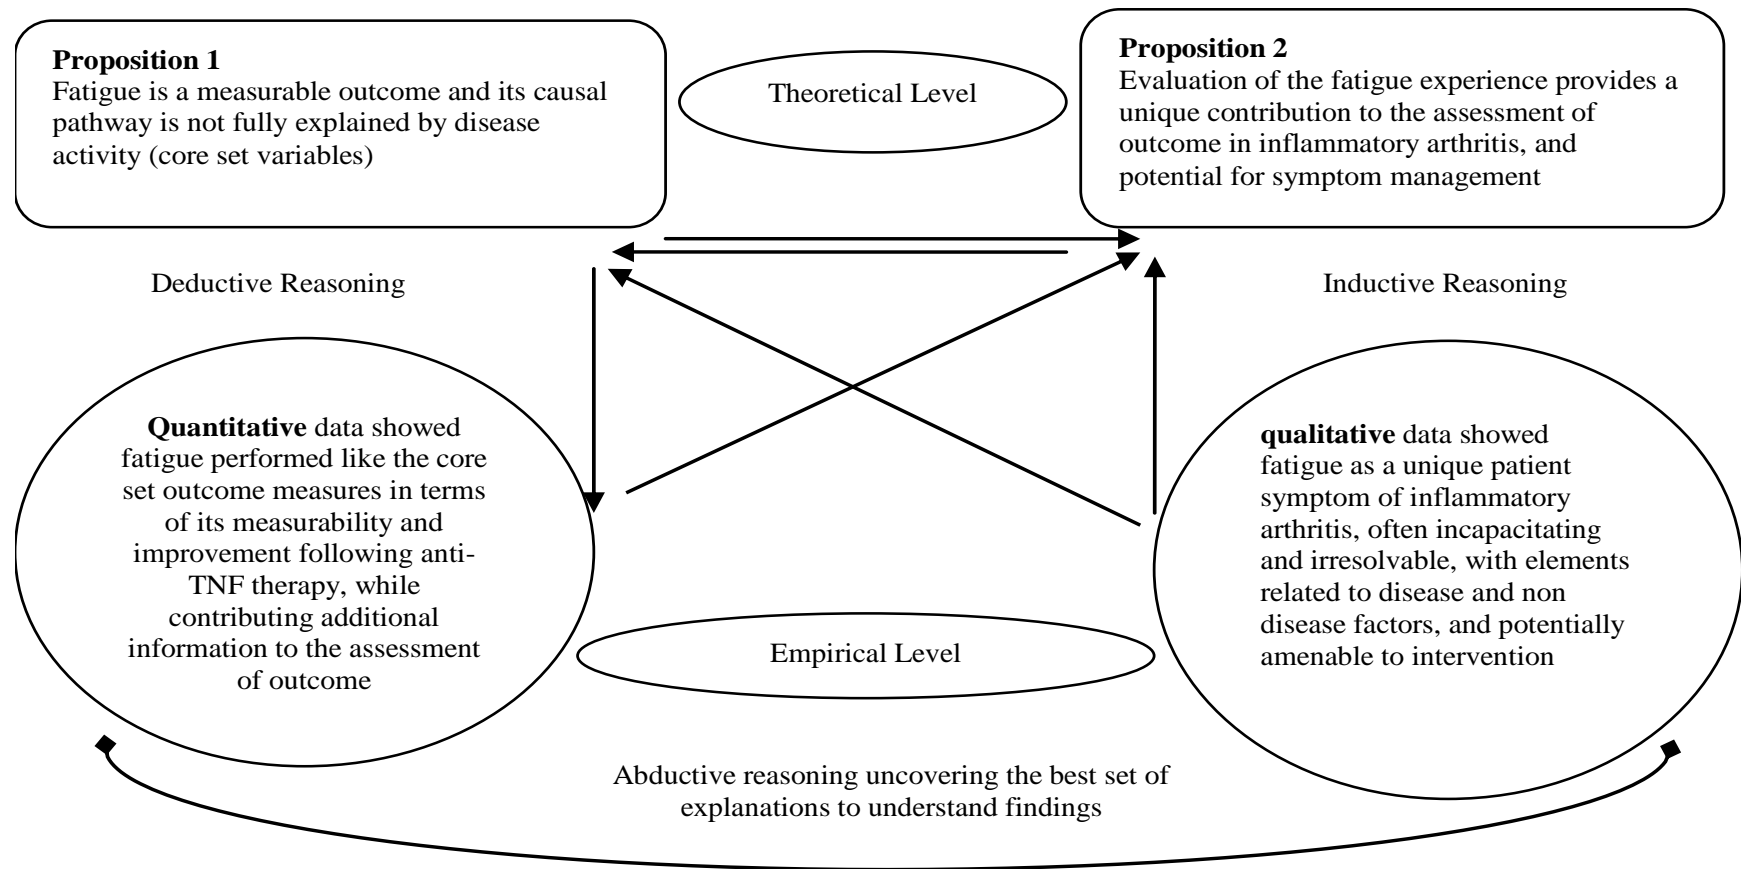 Proposition 1
Fatigue is a measurable outcome and its causal
pathway is not fully explained by disease
activity (core set variables)
Theoretical Level
Proposition 2
Evaluation of the fatigue experience provides a
unique contribution to the assessment of
outcome in inflammatory arthritis, and
potential for symptom management
Deductive Reasoning
Inductive Reasoning
Quantitative data showed
fatigue performed like the core
set outcome measures in terms
of its measurability and
improvement following anti-
TNF therapy, while
contributing additional
information to the assessment
of outcome
qualitative data showed
fatigue as a unique patient
symptom of inflammatory
arthritis, often incapacitating
and irresolvable, with elements
related to disease and non
disease factors, and potentially
amenable to intervention
Empirical Level
Abductive reasoning uncovering the best set of
explanations to understand findings